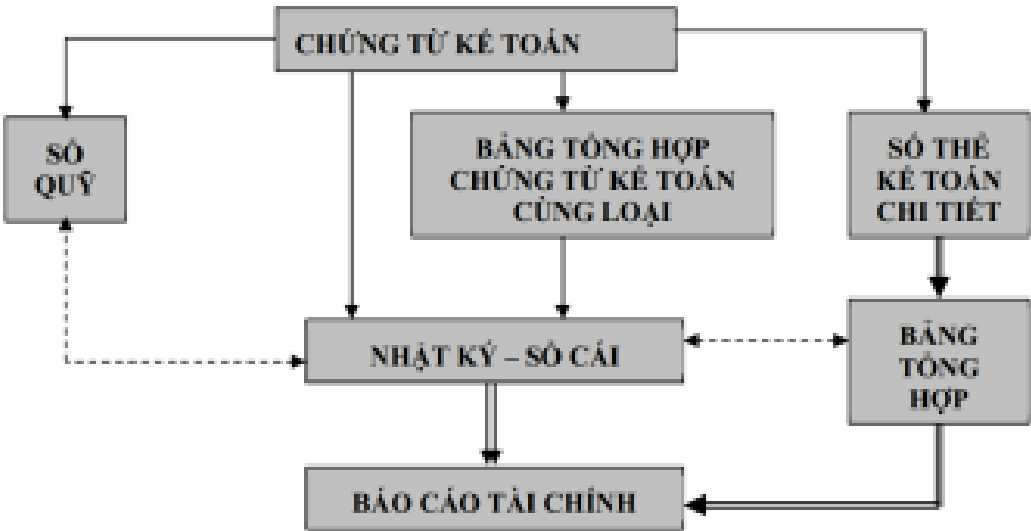 CHỨNG TỪ KẾ TOÁN
SỔ
QUỸ
BẢNG TỔNG HỢP
CHỨNG TỪ KẾ TOÁN
CÙNG LOẠI
SỔ THẺ
KẾ TOÁN
CHI TIẾT
NHẬT KÝ – SỔ CÁI
BẢNG
TỔNG
HỢP
BÁO CÁO TÀI CHÍNH